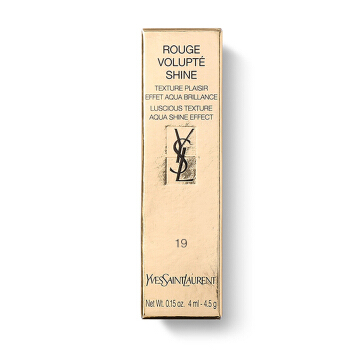 ROUGE
VOLUPTÉ
SHINE
TEXTURE PLAISIR
EFFET AQUA BRILLANCE
LUSCIOUS TEXTURE
AQUA SHINE EFFECT
YSL
19
YVESSAINTLAURENT
Net Wt. 0.15 oz. 4 ml - 4.5 g